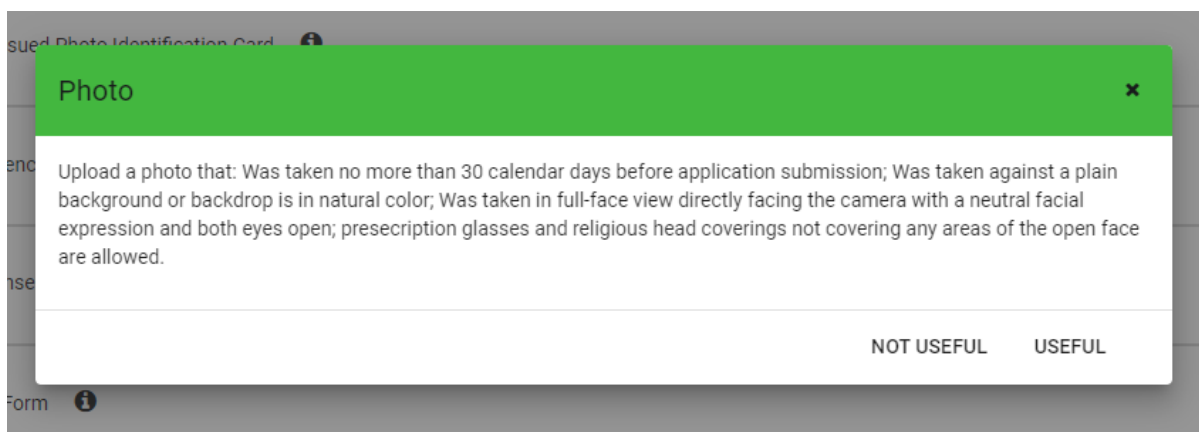 sued Photo Identification Card
Photo
enc
Upload a photo that: Was taken no more than 30 calendar days before application submission; Was taken against a plain
background or backdrop is in natural color; Was taken in full-face view directly facing the camera with a neutral facial
expression and both eyes open; presecription glasses and religious head coverings not covering any areas of the open face
are allowed.
nse
NOT USEFUL USEFUL
Form